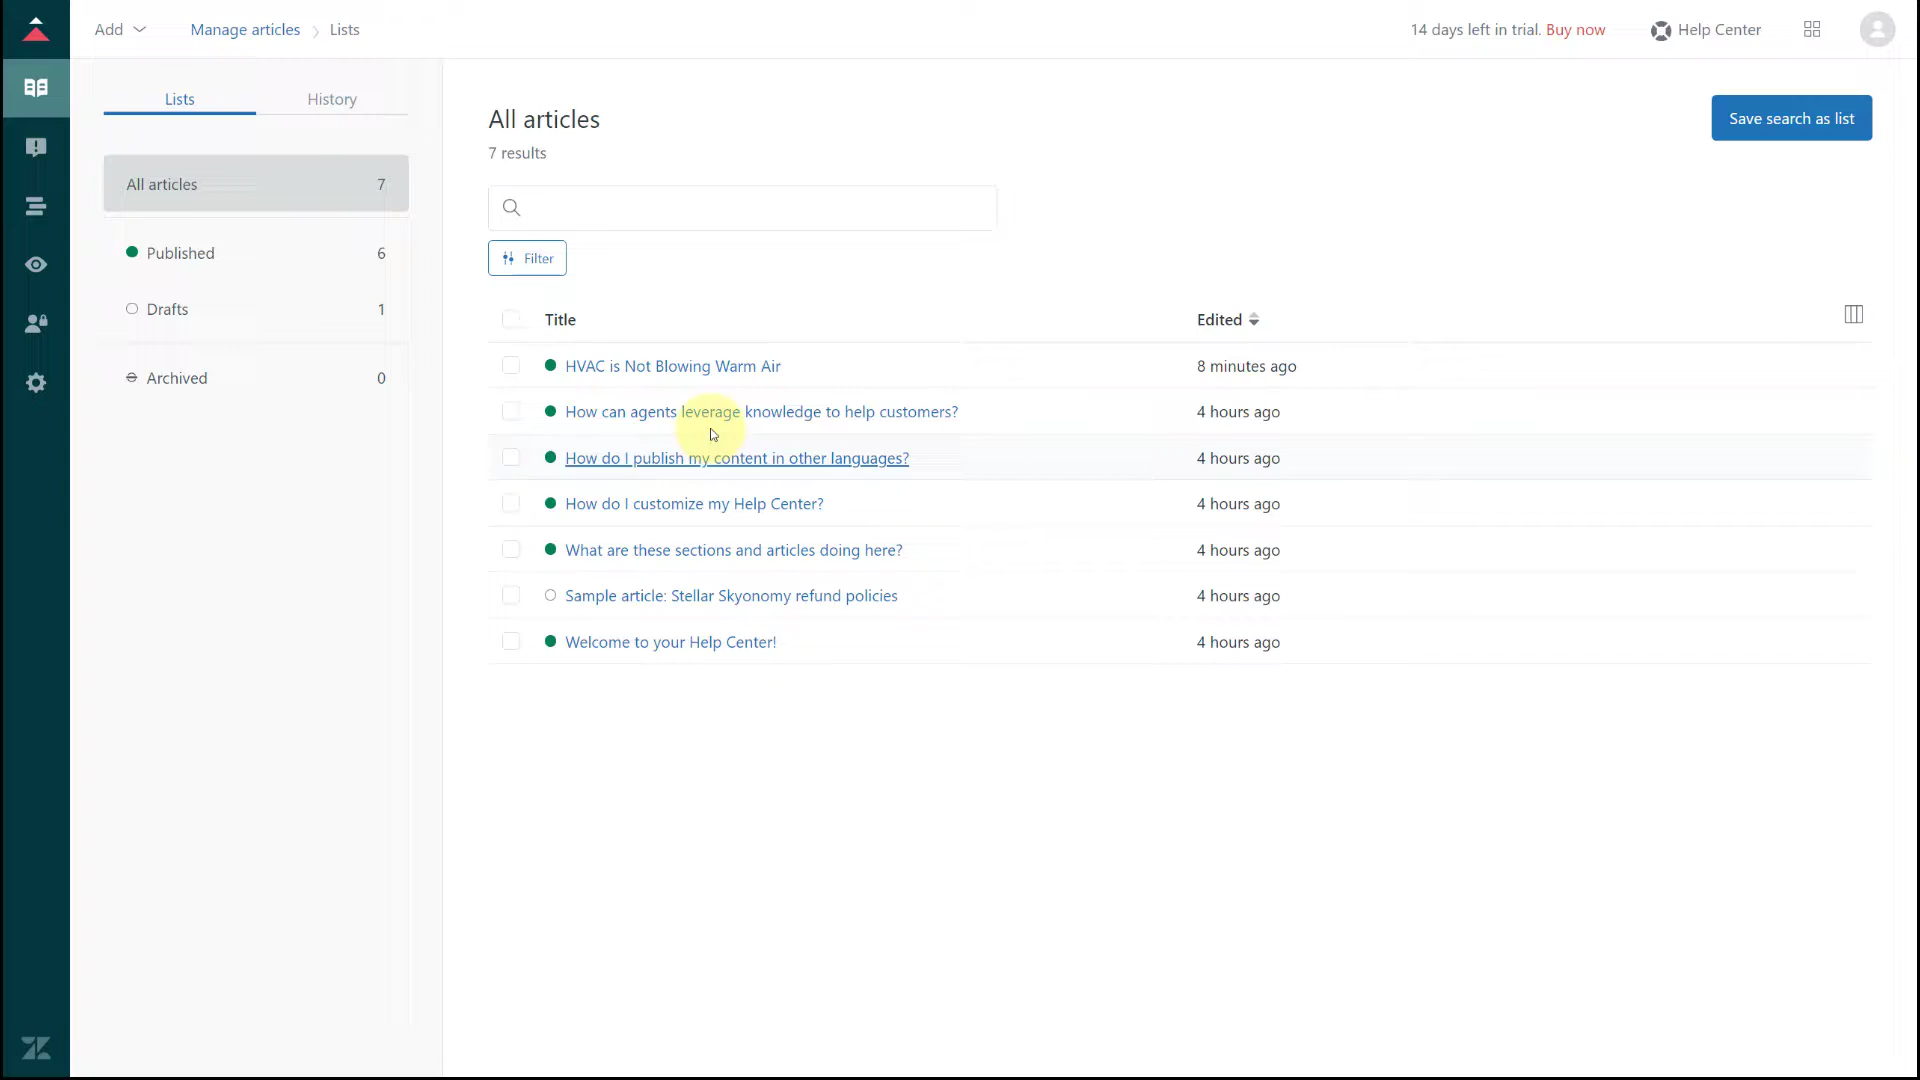 Add Manage articles Lists 14 days left in trial. Buy now Help Center
Lists History
All articles 7
Published 6
Drafts 1
Archived 0
All articles
7 results
Save search as list
Filter
Title Edited
HVAC is Not Blowing Warm Air 8 minutes ago
How can agents leverage knowledge to help customers? 4 hours ago
How do I publish my content in other languages? 4 hours ago
How do I customize my Help Center? 4 hours ago
What are these sections and articles doing here? 4 hours ago
Sample article: Stellar Skyonomy refund policies 4 hours ago
Welcome to your Help Center! 4 hours ago